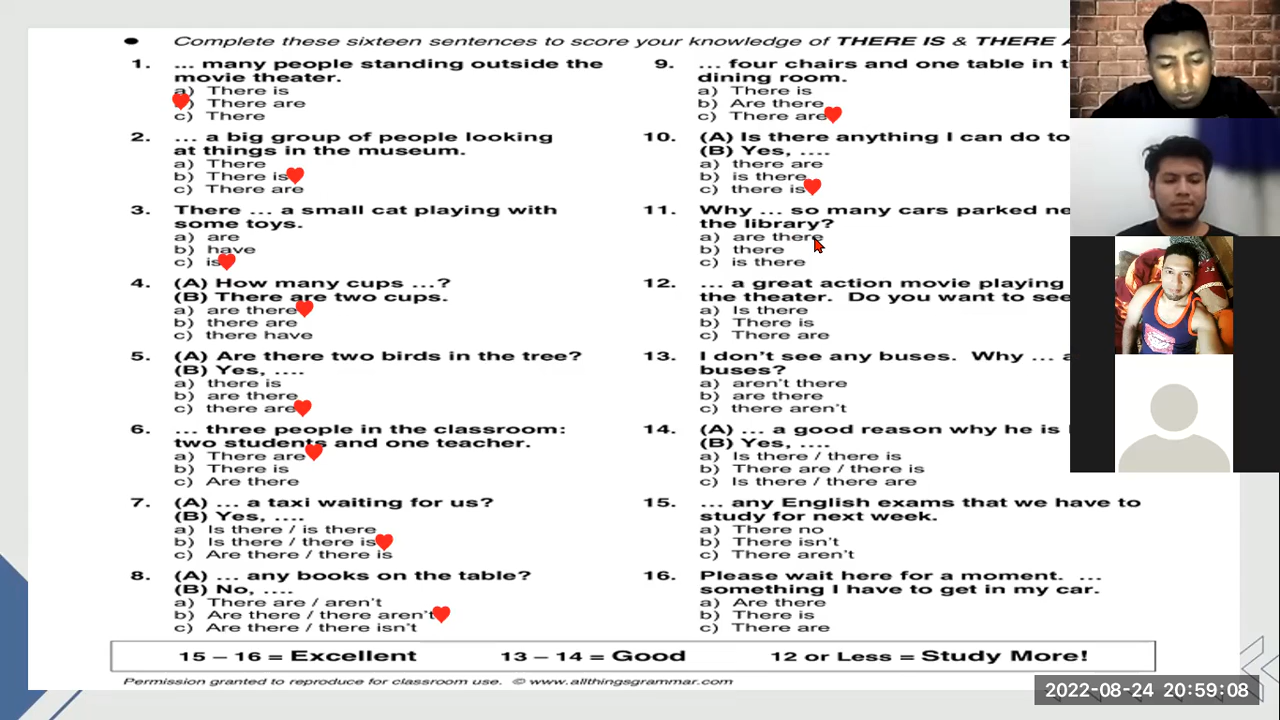 Complete these sixteen sentences to score your knowledge of THERE IS & THERE
1. ... many people standing outside the
movie theater.
a) There is
) There are
c) There
2. ... a big group of people looking
at things in the museum.
a) There
b) There is
c) There are
3. There ... a small cat playing with
some toys.
a) are
b) have
c) is
4. (A) How many cups ...?
(B) There are two cups.
a) are there
b) there are
c) there have
5. (A) Are there two birds in the tree?
(B) Yes, ....
a) there is
b) are there
c) there are
6. ... three people in the classroom:
two students and one teacher.
a) There are
b) There is
c) Are there
7. (A) ... a taxi waiting for us?
(B) Yes, ....
a) Is there / is there
b) Is there / there is
c) Are there / there is
8. (A) ... any books on the table?
(B) No, ....
a) There are / aren't
b) Are there / there aren't
c) Are there / there isn't
9. ... four chairs and one table in
dining room.
a) There is
b) Are there
c) There are
10. (A) Is there anything I can do
(B) Yes, ....
a) there are
b) is there
c) there is
11. Why ... so many cars parked
the library?
a) are there
b) there
c) is there
12. ... a great action movie playing
the theater. Do you want to see
a) Is there
b) There is
c) There are
13. I don't see any buses. Why ...
buses?
a) aren't there
b) are there
c) there aren't
14. (A) ... a good reason why he is
(B) Yes, ....
a) Is there / there is
b) There are / there is
c) Is there / there are
15. ... any English exams that we have to
study for next week.
a) There no
b) There isn't
c) There aren't
16. Please wait here for a moment. ...
something I have to get in my car.
a) Are there
b) There is
c) There are
15 – 16 = Excellent 13 – 14 = Good 12 or Less = Study More!
Permission granted to reproduce for classroom use. © www.allthingsgrammar.com
2022-08-24 20:59:08